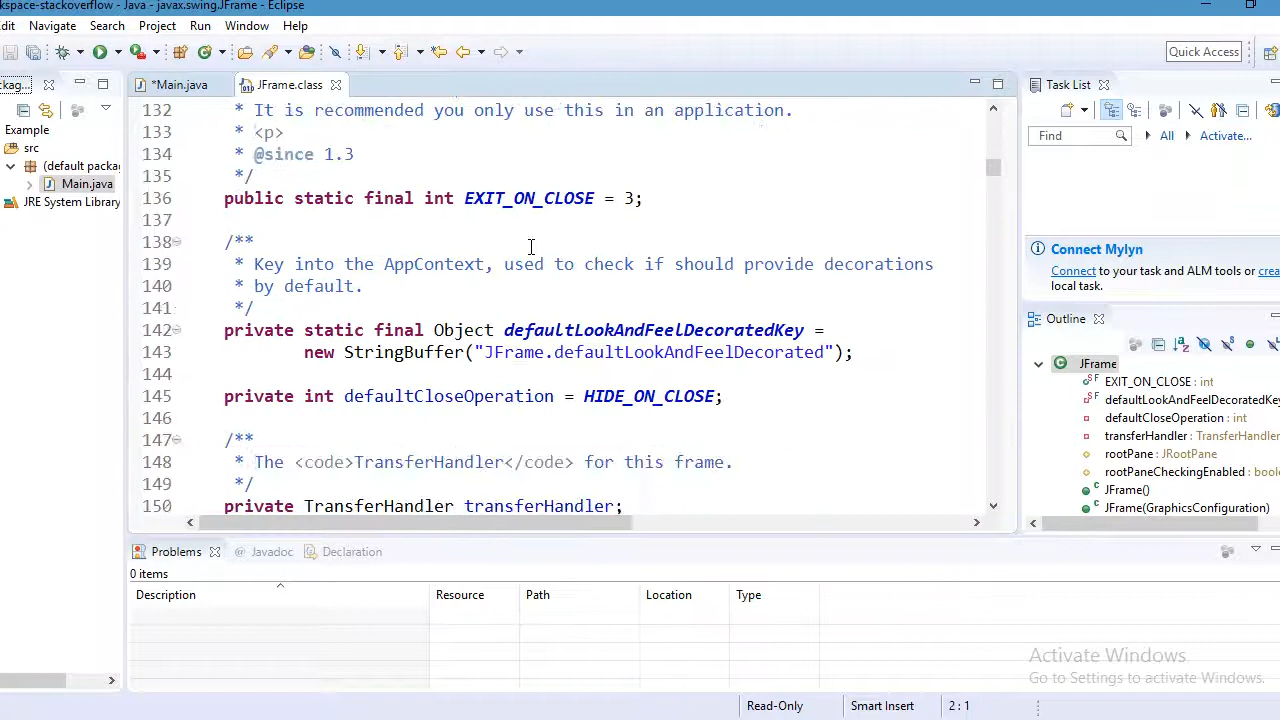 kspace-stackoverflow - Java - javax.swing.JFrame - Eclipse
dit Navigate Search Project Run Window Help
Quick Access
ackag...
*Main.java
JFrame.class
Task List
Example
src
(default packag
Main.java
JRE System Library
132 * It is recommended you only use this in an application.
133 * <p>
134 * @since 1.3
135 */
136 public static final int EXIT_ON_CLOSE = 3;
137
138 /**
139 * Key into the AppContext, used to check if should provide decorations
140 * by default.
141 */
142 private static final Object defaultLookAndFeelDecoratedKey =
143 new StringBuffer("JFrame.defaultLookAndFeelDecorated");
144
145 private int defaultCloseOperation = HIDE_ON_CLOSE;
146
147 /**
148 * The <code>TransferHandler</code> for this frame.
149 */
150 private TransferHandler transferHandler;
Find
All
Activate...
Connect Mylyn
Connect to your task and ALM tools or crea
local task.
Outline
JFrame
EXIT_ON_CLOSE : int
defaultLookAndFeelDecoratedKey
defaultCloseOperation : int
transferHandler : TransferHandler
rootPane : JRootPane
rootPaneCheckingEnabled : boole
JFrame()
JFrame(GraphicsConfiguration)
Problems
@ Javadoc
Declaration
0 items
Description Resource Path Location Type
Activate Windows
Go to Settings to activate Windows.
Read-Only
Smart Insert
2 : 1